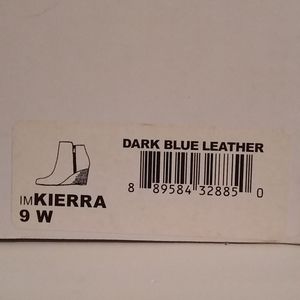 DARK BLUE LEATHER
8 89584 32885 0
IMKIERRA
9 W